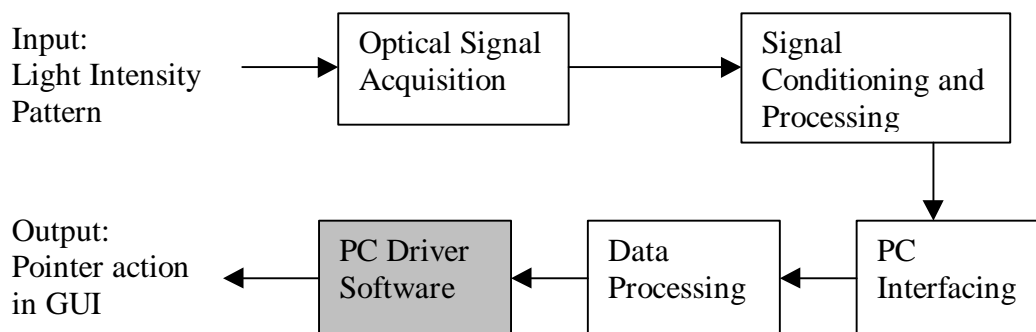 Input:
Light Intensity
Pattern
Optical Signal
Acquisition
Signal
Conditioning and
Processing
Output:
Pointer action
in GUI
PC Driver
Software
Data
Processing
PC
Interfacing